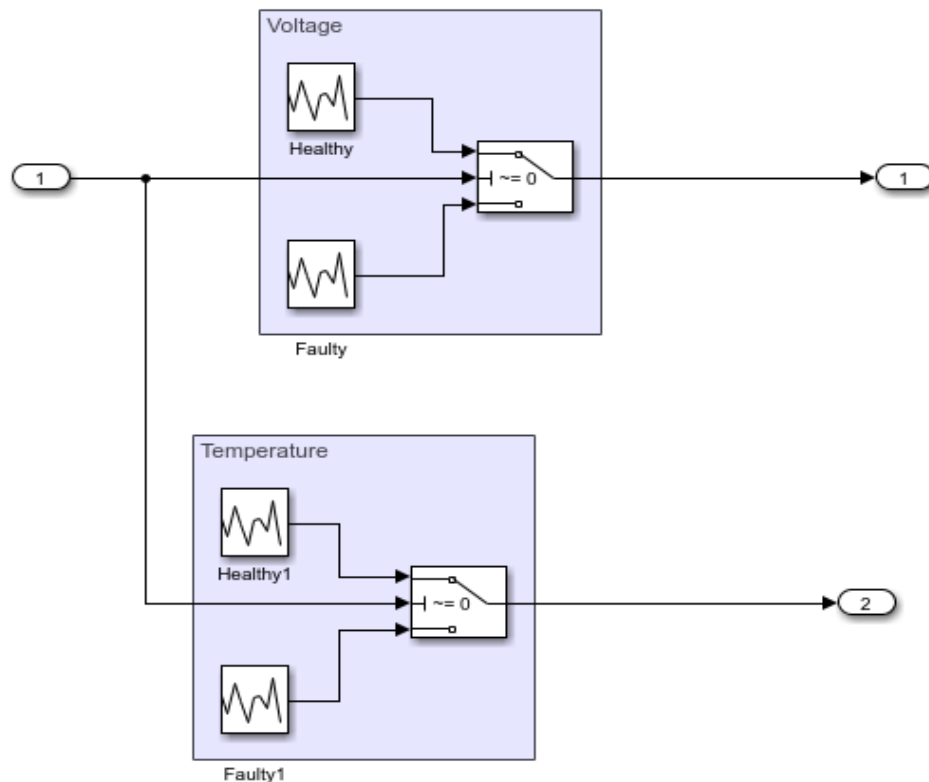 Voltage
Healthy
1
~= 0
1
Faulty
Temperature
Healthy1
~= 0
2
Faulty1